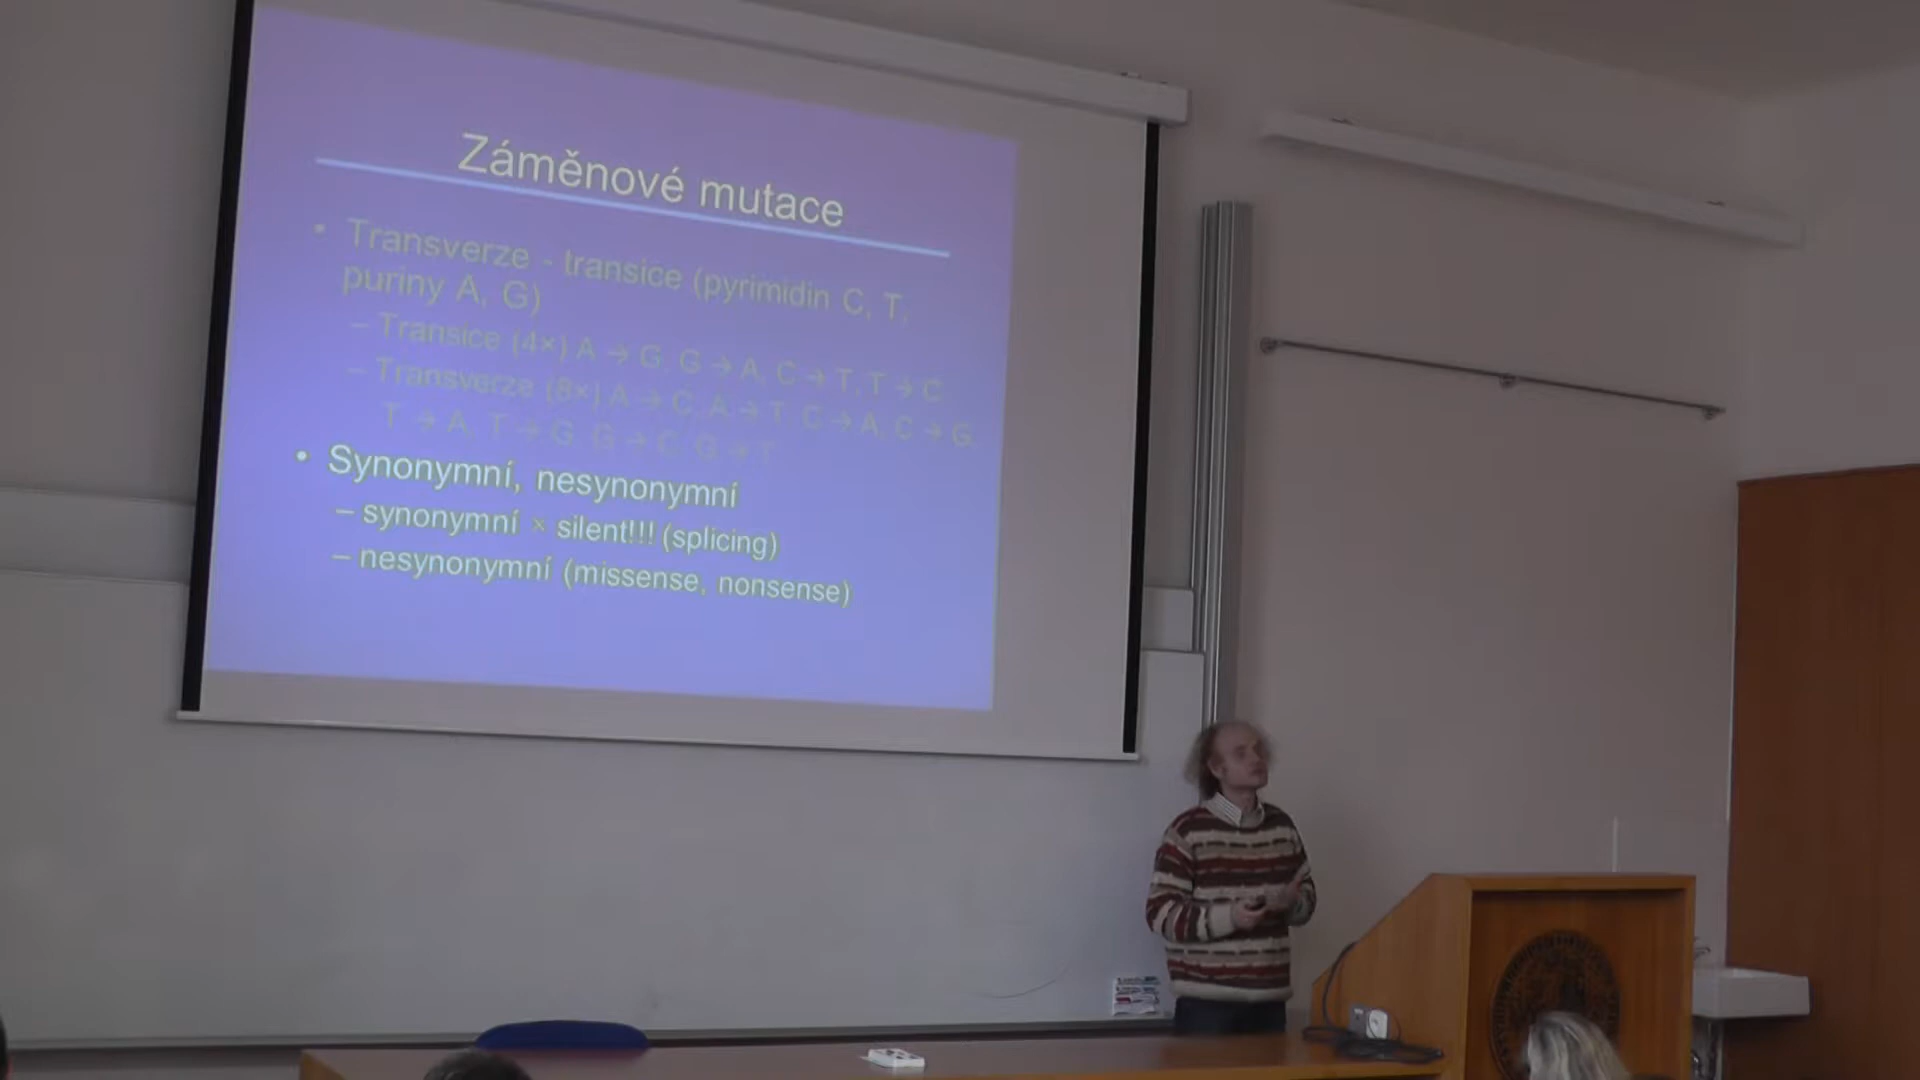 Záměnové mutace
• Transverze - transice (pyrimidin C, T,
puriny A, G)
– Transice (4×) A → G, G → A, C → T, T → C
– Transverze (8×) A → C, A → T, C → A, C → G,
T → A, T → G, G → C, G → T
• Synonymní, nesynonymní
– synonymní × silent!!! (splicing)
– nesynonymní (missense, nonsense)